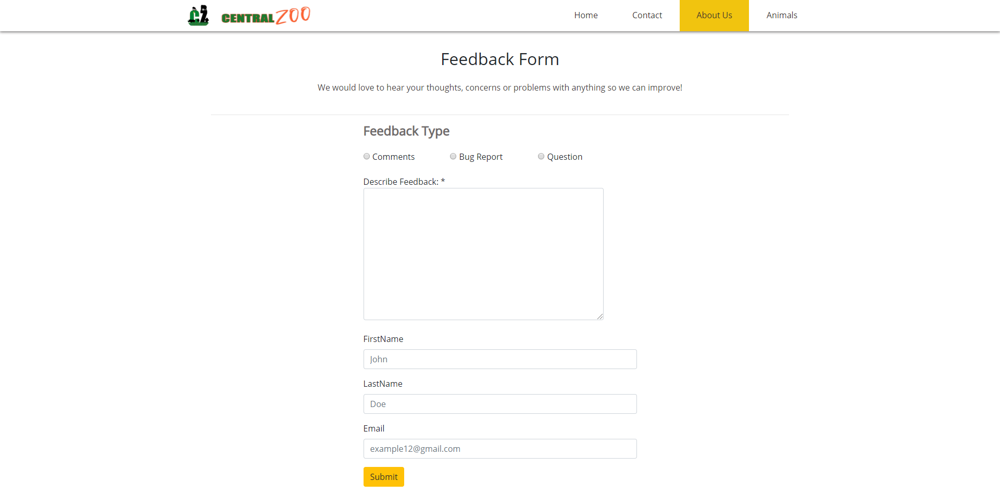 CZ CENTRAL ZOO Home Contact About Us Animals
Feedback Form
We would love to hear your thoughts, concerns or problems with anything so we can improve!
Feedback Type
Comments Bug Report Question
Describe Feedback: *
FirstName
John
LastName
Doe
Email
example12@gmail.com
Submit